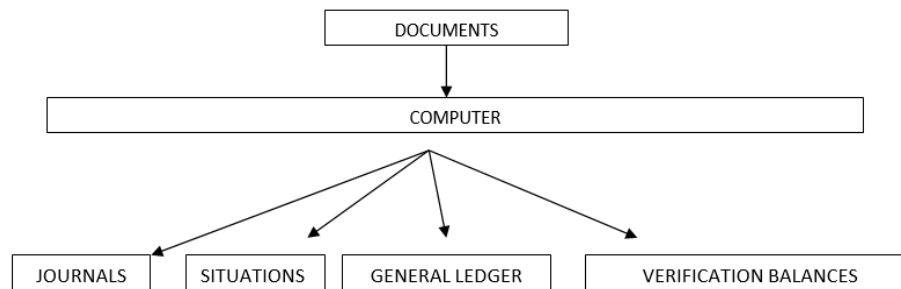 DOCUMENTS
COMPUTER
JOURNALS
SITUATIONS
GENERAL LEDGER
VERIFICATION BALANCES